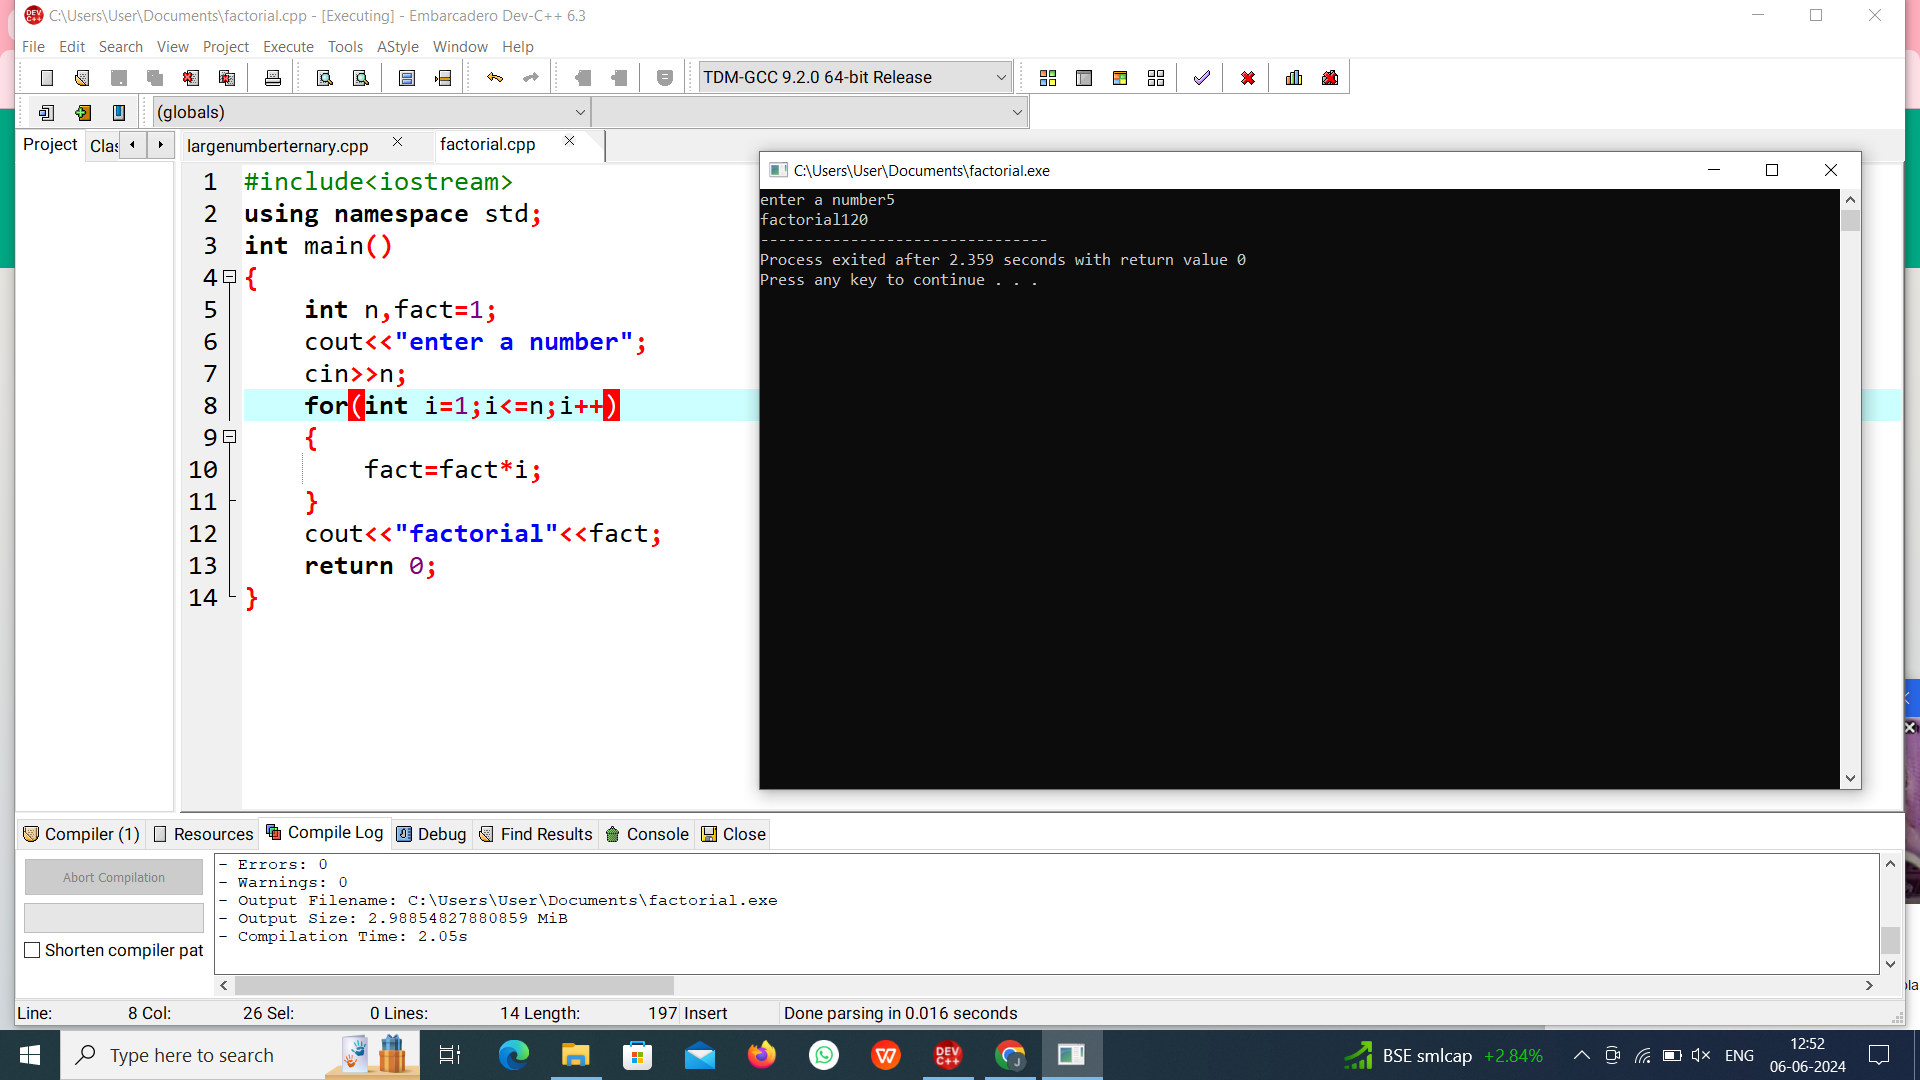 C:\Users\User\Documents\factorial.cpp - [Executing] - Embarcadero Dev-C++ 6.3
File Edit Search View Project Execute Tools AStyle Window Help
TDM-GCC 9.2.0 64-bit Release
(globals)
Project Clas
largenumberternary.cpp factorial.cpp
1 #include<iostream>
2 using namespace std;
3 int main()
4 {
5 int n,fact=1;
6 cout<<"enter a number";
7 cin>>n;
8 for(int i=1;i<=n;i++)
9 {
10 fact=fact*i;
11 }
12 cout<<"factorial"<<fact;
13 return 0;
14 }
C:\Users\User\Documents\factorial.exe
enter a number5
factorial120
--------------------------------
Process exited after 2.359 seconds with return value 0
Press any key to continue . . .
Compiler (1) Resources Compile Log Debug Find Results Console Close
Abort Compilation
Shorten compiler pat
- Errors: 0
- Warnings: 0
- Output Filename: C:\Users\User\Documents\factorial.exe
- Output Size: 2.98854827880859 MiB
- Compilation Time: 2.05s
Line: 8 Col: 26 Sel: 0 Lines: 14 Length: 197 Insert Done parsing in 0.016 seconds
Type here to search
DEV C++
BSE smlcap +2.84%
ENG
12:52
06-06-2024